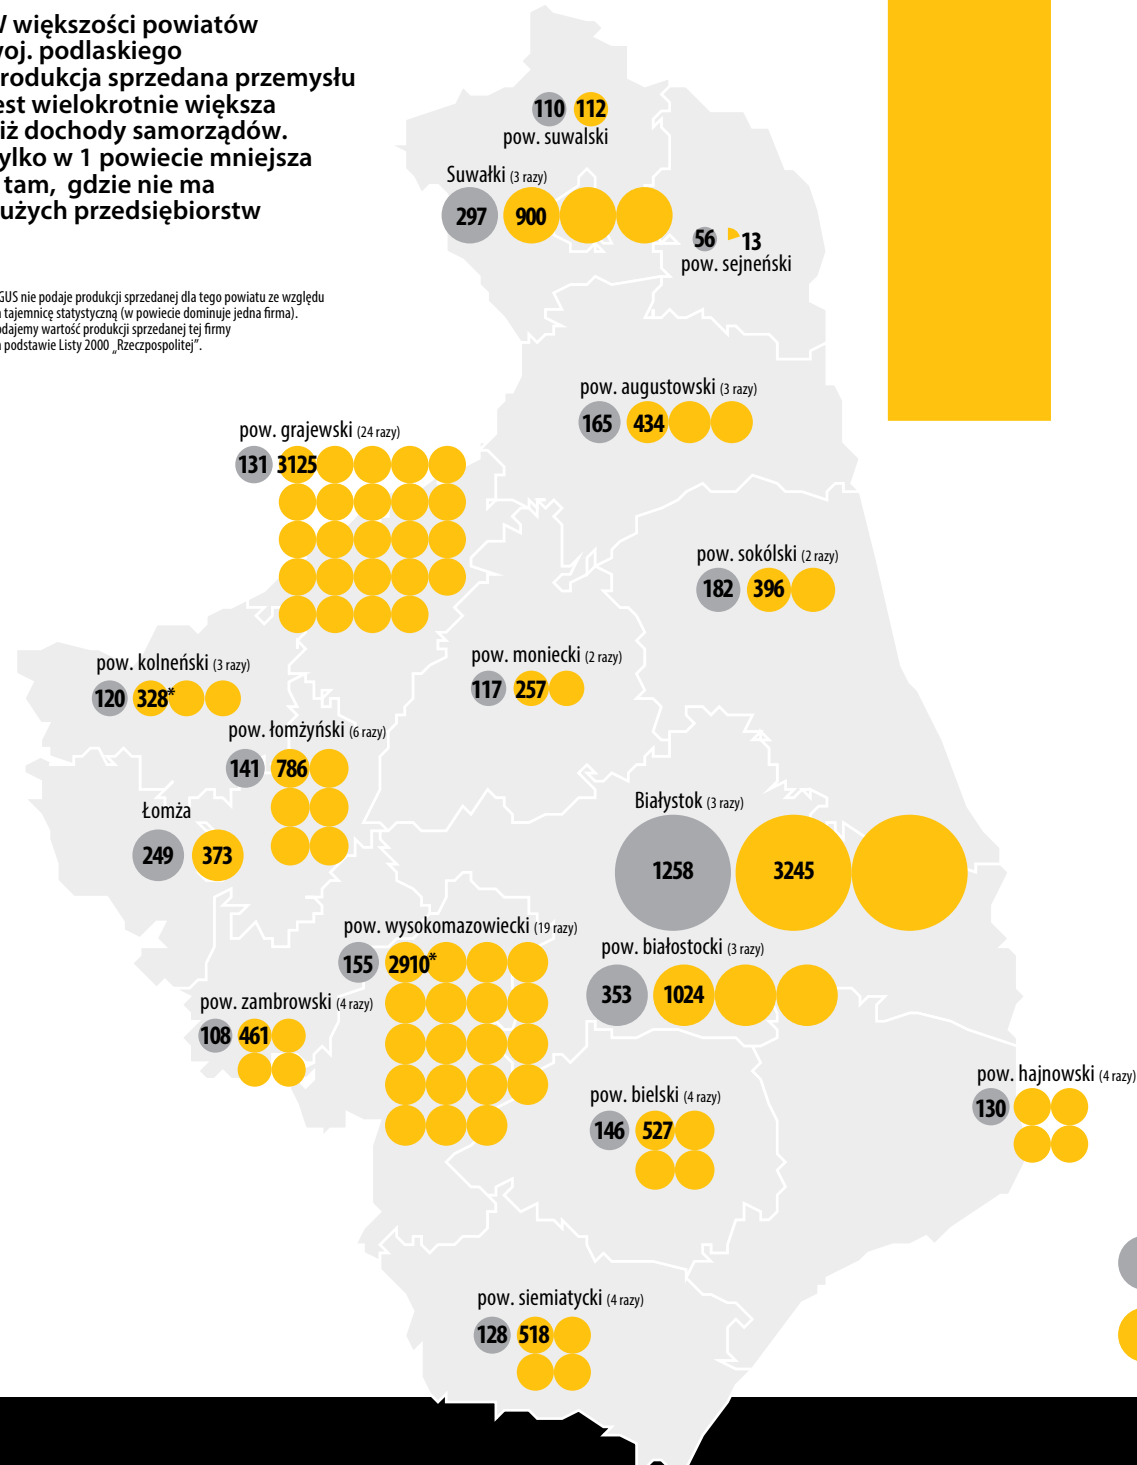 W większości powiatów
woj. podlaskiego
produkcja sprzedana przemysłu
jest wielokrotnie większa
niż dochody samorządów.
Tylko w 1 powiecie mniejsza
tam, gdzie nie ma
dużych przedsiębiorstw
GUS nie podaje produkcji sprzedanej dla tego powiatu ze względu
na tajemnicę statystyczną (w powiecie dominuje jedna firma).
Podajemy wartość produkcji sprzedanej tej firmy
na podstawie Listy 2000 „Rzeczpospolitej”.
110 112
pow. suwalski
Suwałki (3 razy)
297 900
56 13
pow. sejneński
pow. augustowski (3 razy)
165 434
pow. grajewski (24 razy)
131 3125
pow. sokólski (2 razy)
182 396
pow. moniecki (2 razy)
117 257
pow. kolneński (3 razy)
120 328*
pow. łomżyński (6 razy)
141 786
Łomża
249 373
Białystok (3 razy)
1258 3245
pow. wysokomazowiecki (19 razy)
155 2910*
pow. białostocki (3 razy)
353 1024
pow. zambrowski (4 razy)
108 461
pow. hajnowski (4 razy)
130
pow. bielski (4 razy)
146 527
pow. siemiatycki (4 razy)
128 518